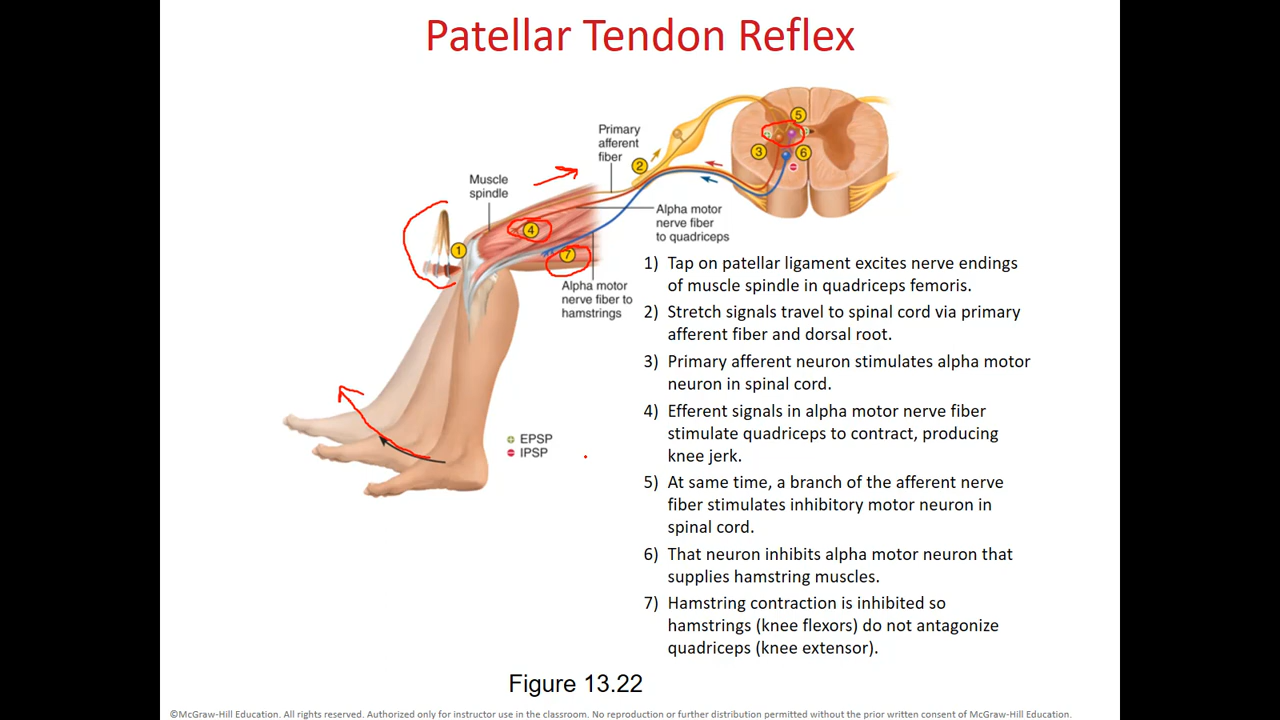 Patellar Tendon Reflex
Primary
afferent
fiber
Muscle
spindle
Alpha motor
nerve fiber
to quadriceps
Alpha motor
nerve fiber to
hamstrings
1
2
3
4
5
6
7
EPSP
IPSP
1) Tap on patellar ligament excites nerve endings
of muscle spindle in quadriceps femoris.
2) Stretch signals travel to spinal cord via primary
afferent fiber and dorsal root.
3) Primary afferent neuron stimulates alpha motor
neuron in spinal cord.
4) Efferent signals in alpha motor nerve fiber
stimulate quadriceps to contract, producing
knee jerk.
5) At same time, a branch of the afferent nerve
fiber stimulates inhibitory motor neuron in
spinal cord.
6) That neuron inhibits alpha motor neuron that
supplies hamstring muscles.
7) Hamstring contraction is inhibited so
hamstrings (knee flexors) do not antagonize
quadriceps (knee extensor).
Figure 13.22
©McGraw-Hill Education. All rights reserved. Authorized only for instructor use in the classroom. No reproduction or further distribution permitted without the prior written consent of McGraw-Hill Education.